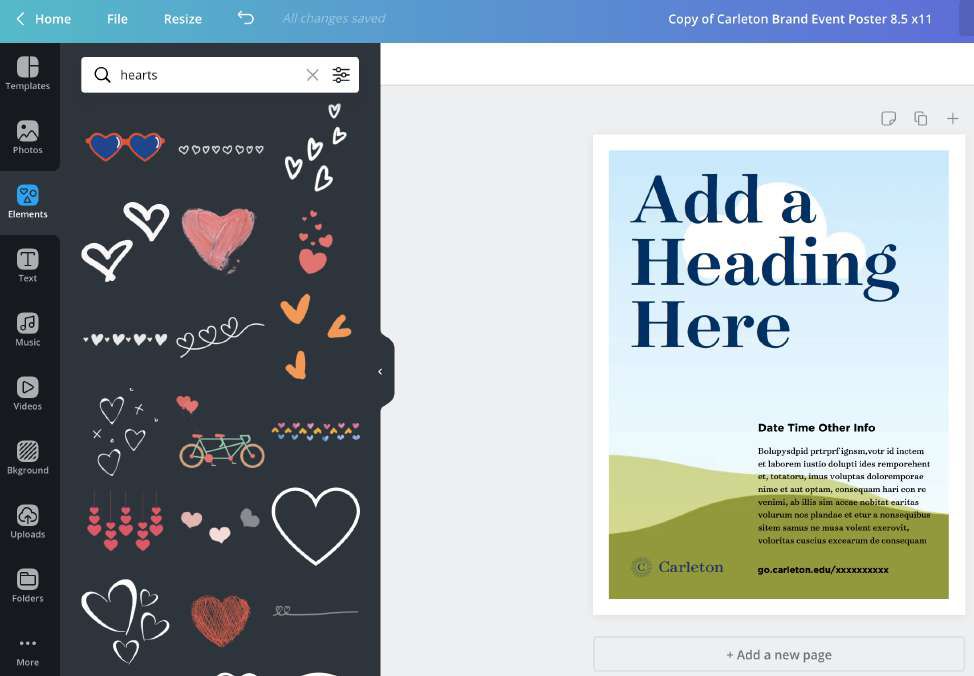 Home File Resize All changes saved Copy of Carleton Brand Event Poster 8.5 x11
hearts
Templates
Photos
Elements
Text
Music
Videos
Bkground
Uploads
Folders
More
Add a
Heading
Here
Date Time Other Info
Bolupysdpid prtrprf ignsm,votr id inctem
et laborem iustio dolupti ides remporehent
et, totatoru, imus voluptas doloremporae
nime et aut optam, consequam hari con re
venimi, ab illis sim accae nobitat earitas
volorum nos plandae et etur a nonsequibus
sitem samus ne musa volent exerovit,
voloritas cuscius excearum de consequam
C Carleton
go.carleton.edu/xxxxxxxxxx
+ Add a new page